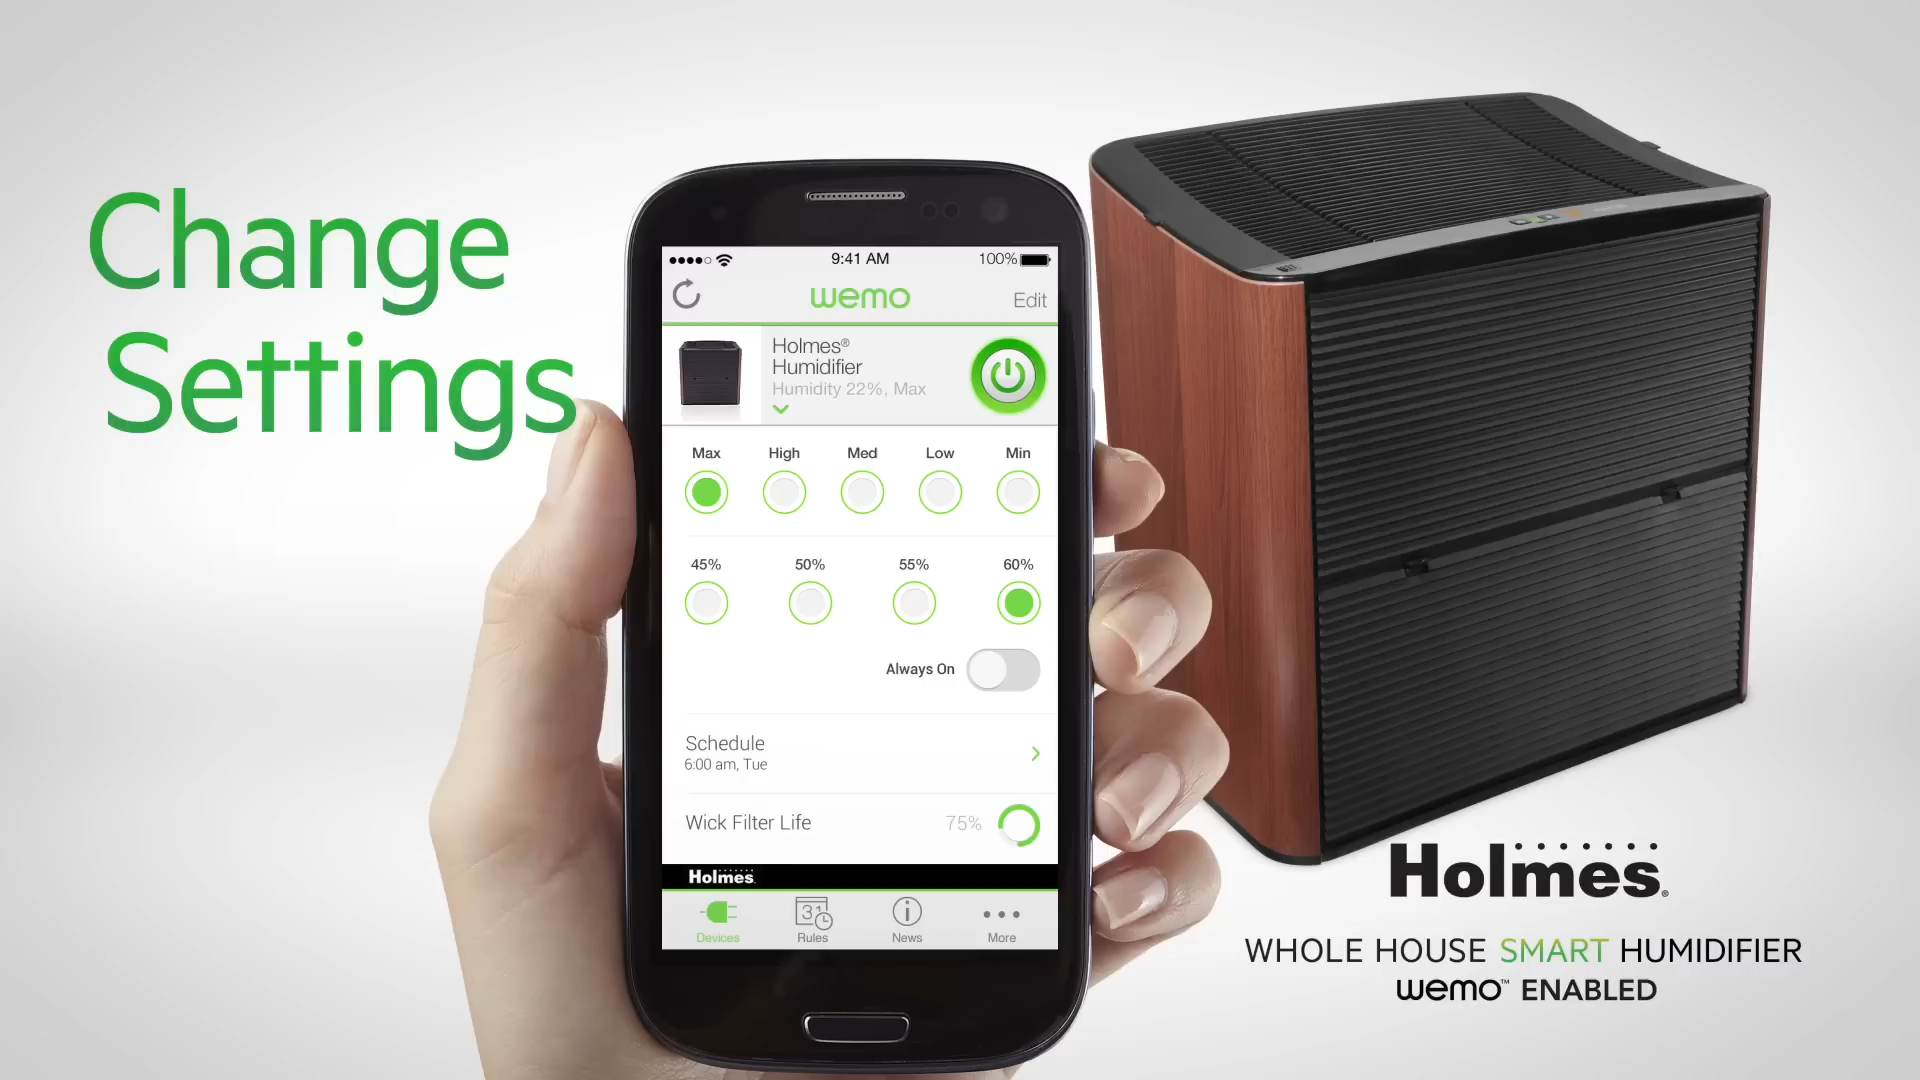 Change
Settings
9:41 AM
100%
wemo
Edit
Holmes®
Humidifier
Humidity 22%, Max
Max High Med Low Min
45% 50% 55% 60%
Always On
Schedule
6:00 am, Tue
Wick Filter Life 75%
Holmes
31
Devices Rules News More
Holmes®
WHOLE HOUSE SMART HUMIDIFIER
wemo™ ENABLED